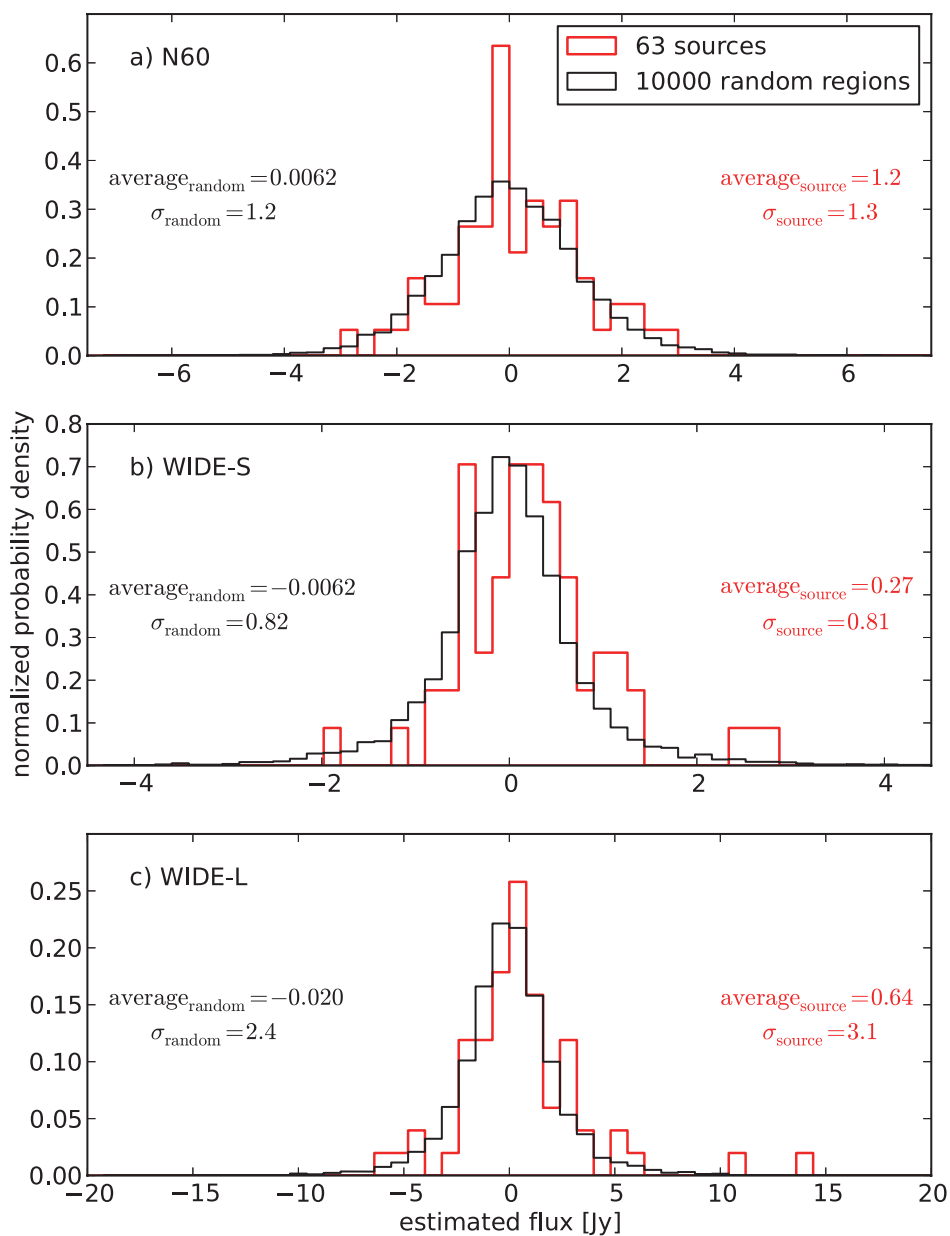 a) N60
63 sources
10000 random regions
average_random = 0.0062
σ_random = 1.2
average_source = 1.2
σ_source = 1.3
0.6
0.5
0.4
0.3
0.2
0.1
0.0
−6 −4 −2 0 2 4 6
normalized probability density
b) WIDE-S
average_random = −0.0062
σ_random = 0.82
average_source = 0.27
σ_source = 0.81
0.8
0.7
0.6
0.5
0.4
0.3
0.2
0.1
0.0
−4 −2 0 2 4
c) WIDE-L
average_random = −0.020
σ_random = 2.4
average_source = 0.64
σ_source = 3.1
0.25
0.20
0.15
0.10
0.05
0.00
−20 −15 −10 −5 0 5 10 15 20
estimated flux [Jy]